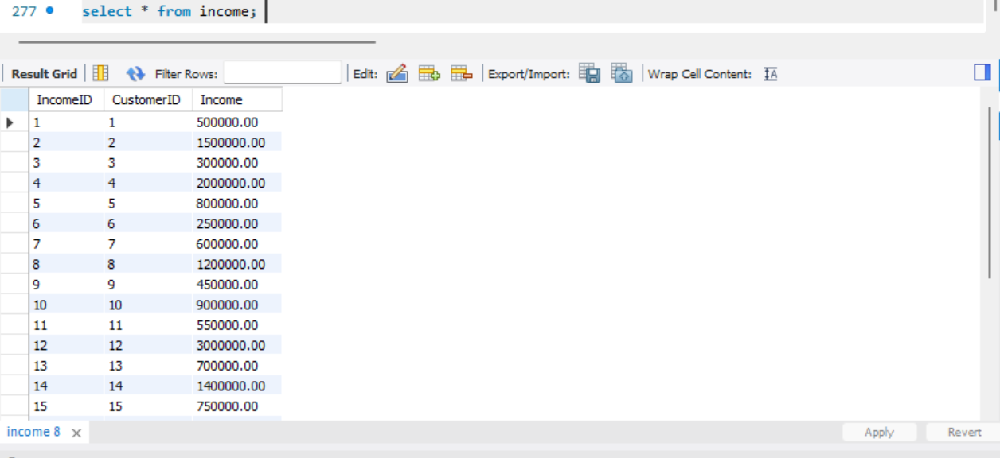 277 select * from income;
Result Grid Filter Rows: Edit: Export/Import: Wrap Cell Content: IA
IncomeID CustomerID Income
1 1 500000.00
2 2 1500000.00
3 3 300000.00
4 4 2000000.00
5 5 800000.00
6 6 250000.00
7 7 600000.00
8 8 1200000.00
9 9 450000.00
10 10 900000.00
11 11 550000.00
12 12 3000000.00
13 13 700000.00
14 14 1400000.00
15 15 750000.00
income 8 Apply Revert